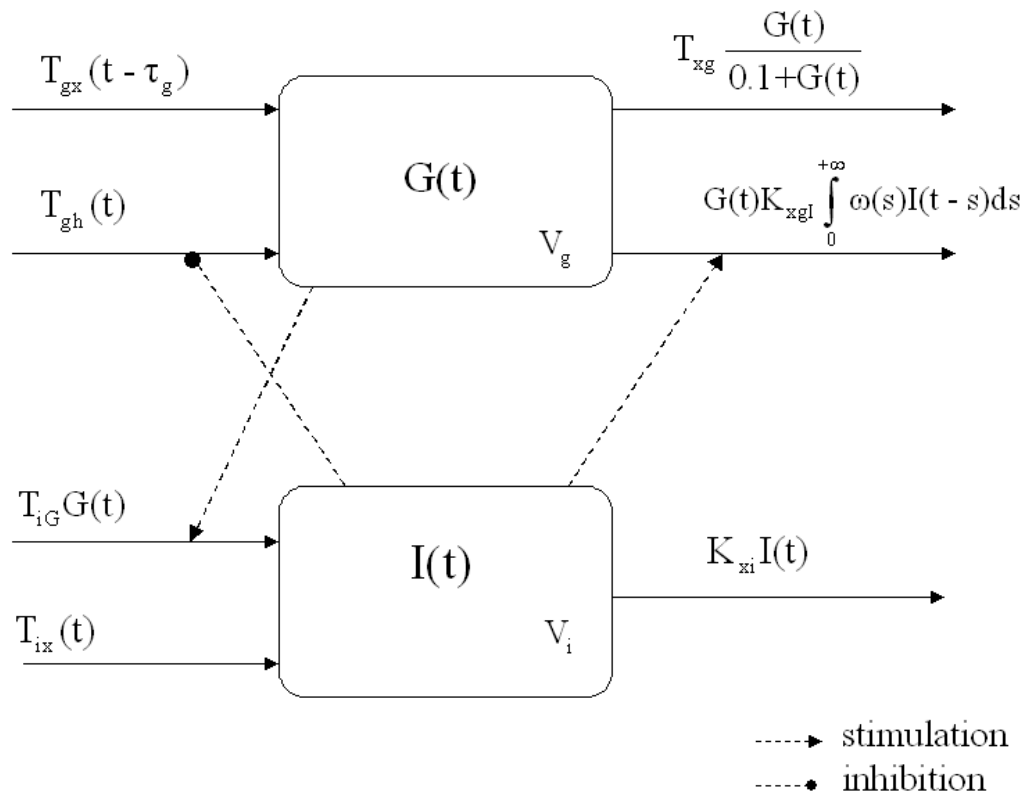 T_gx (t - τ_g)
T_xg G(t) / 0.1+G(t)
G(t)
T_gh (t)
G(t)K_xgI ∫_0^+∞ ω(s)I(t - s)ds
V_g
T_iG G(t)
I(t)
K_xi I(t)
T_ix (t)
V_i
stimulation
inhibition